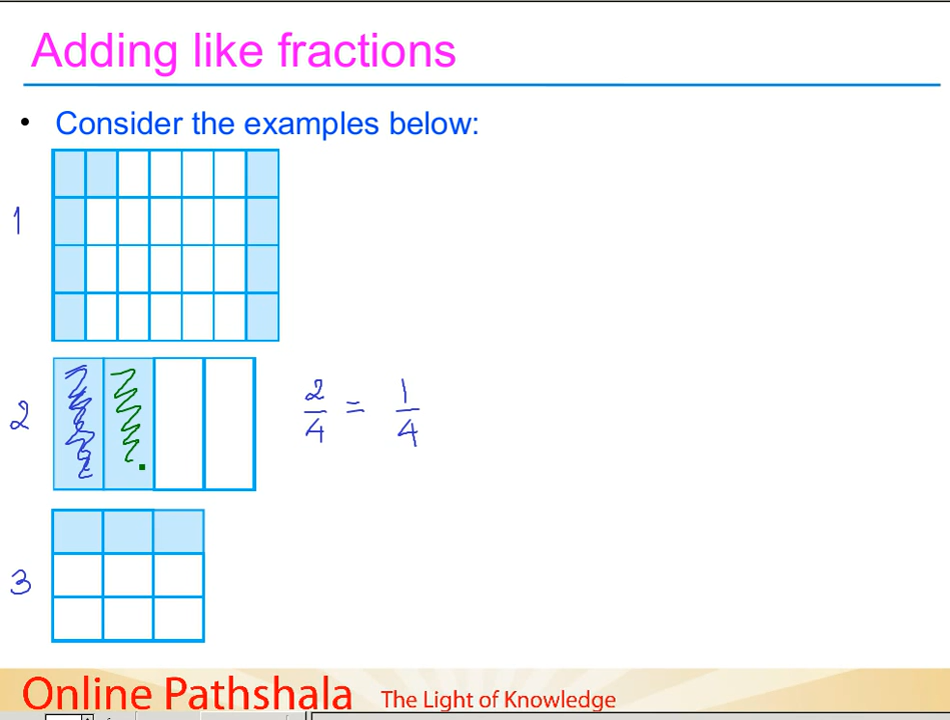 Adding like fractions
• Consider the examples below:
1
2
2/4 = 1/4
3
Online Pathshala The Light of Knowledge